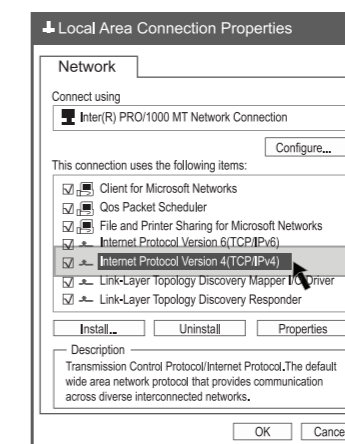 Local Area Connection Properties
Network
Connect using
Inter(R) PRO/1000 MT Network Connection
Configure...
This connection uses the following items:
Client for Microsoft Networks
Qos Packet Scheduler
File and Printer Sharing for Microsoft Networks
Internet Protocol Version 6(TCP/IPv6)
Internet Protocol Version 4(TCP/IPv4)
Link-Layer Topology Discovery Mapper I/O Driver
Link-Layer Topology Discovery Responder
Install... Uninstall Properties
Description
Transmission Control Protocol/Internet Protocol.The default
wide area network protocol that provides communication
across diverse interconnected networks.
OK Cance